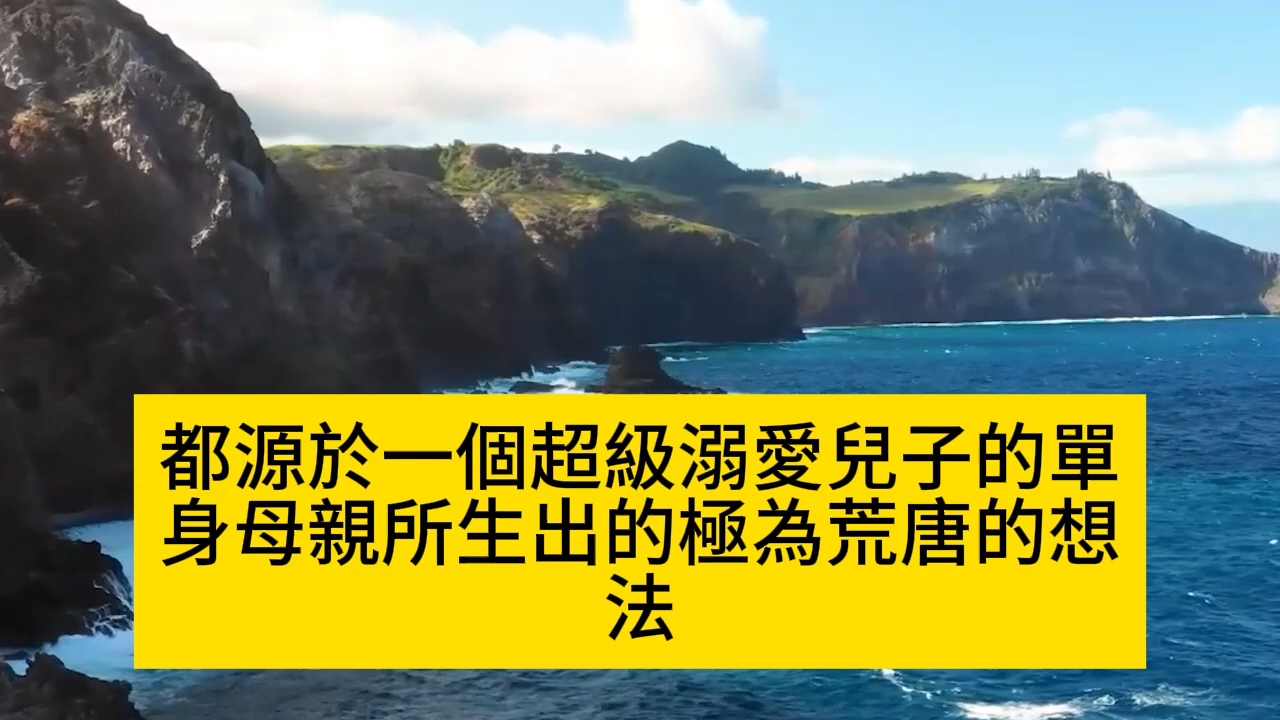 都源於一個超級溺愛兒子的單
身母親所生出的極為荒唐的想
法